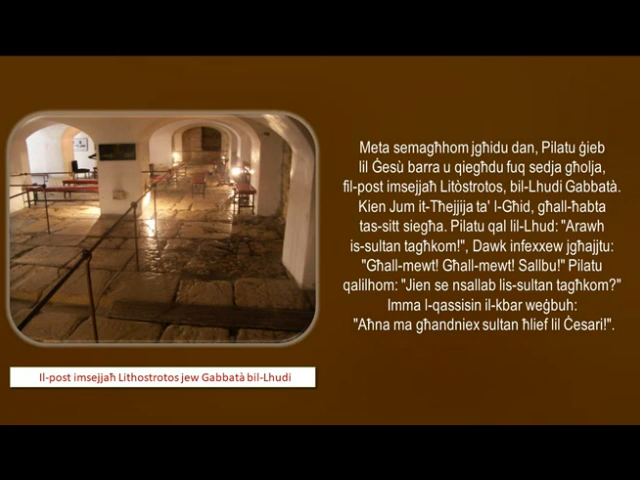 Meta semagħhom jgħidu dan, Pilatu ġieb
lil Ġesù barra u qiegħdu fuq sedja għolja,
fil-post imsejjaħ Litòstrotos, bil-Lhudi Gabbatà.
Kien Jum it-Tħejjija ta' l-Għid, għall-ħabta
tas-sitt siegħa. Pilatu qal lil-Lhud: "Arawh
is-sultan tagħkom!", Dawk infexxew jgħajjtu:
"Għall-mewt! Għall-mewt! Sallbu!" Pilatu
qalilhom: "Jien se nsallab lis-sultan tagħkom?"
Imma l-qassisin il-kbar weġbuh:
"Aħna ma għandniex sultan ħlief lil Ċesari!".
Il-post imsejjaħ Lithostrotos jew Gabbatà bil-Lhudi